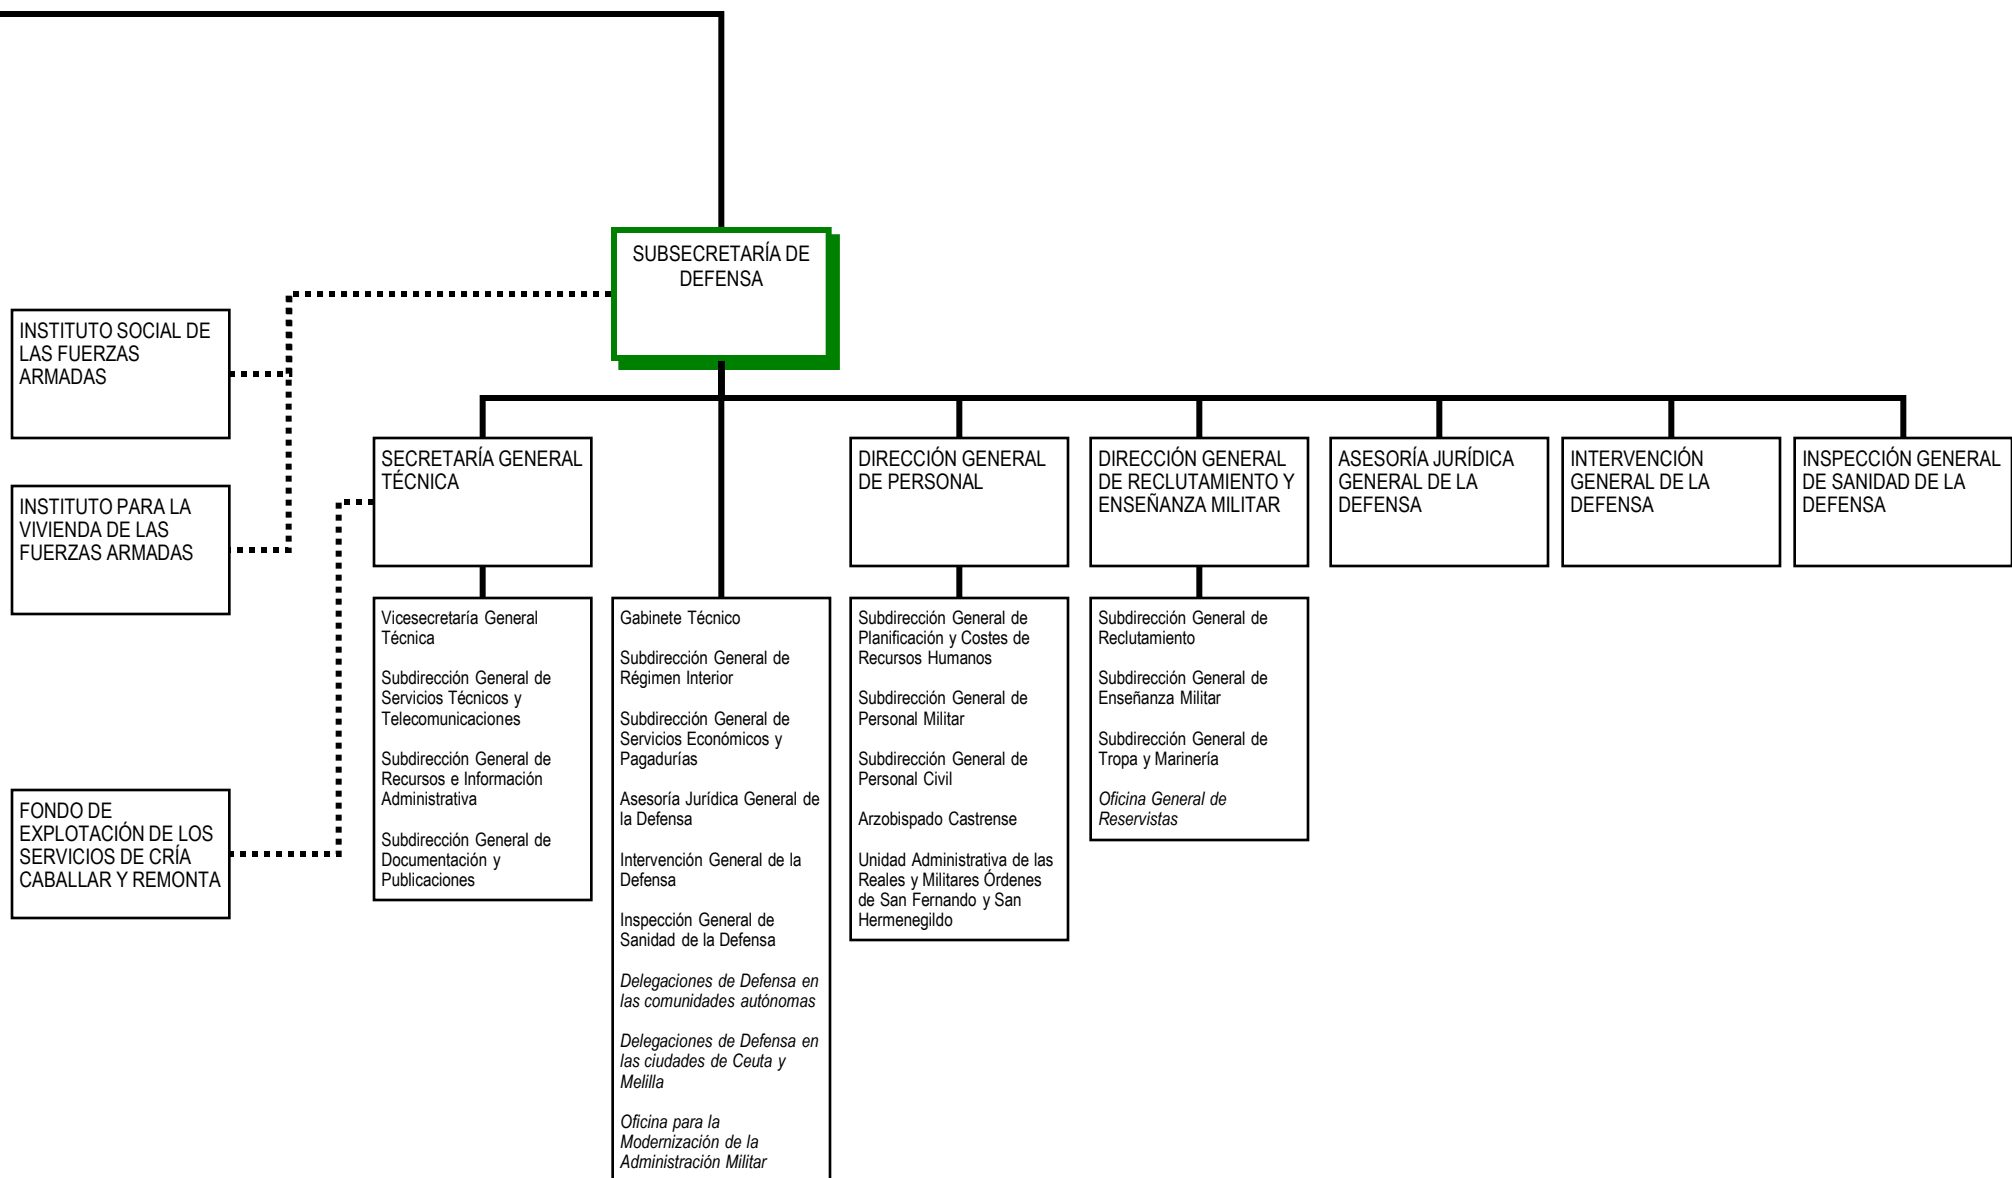 SUBSECRETARÍA DE
DEFENSA
INSTITUTO SOCIAL DE
LAS FUERZAS
ARMADAS
INSTITUTO PARA LA
VIVIENDA DE LAS
FUERZAS ARMADAS
FONDO DE
EXPLOTACIÓN DE LOS
SERVICIOS DE CRÍA
CABALLAR Y REMONTA
SECRETARÍA GENERAL
TÉCNICA
DIRECCIÓN GENERAL
DE PERSONAL
DIRECCIÓN GENERAL
DE RECLUTAMIENTO Y
ENSEÑANZA MILITAR
ASESORÍA JURÍDICA
GENERAL DE LA
DEFENSA
INTERVENCIÓN
GENERAL DE LA
DEFENSA
INSPECCIÓN GENERAL
DE SANIDAD DE LA
DEFENSA
Vicesecretaría General
Técnica
Subdirección General de
Servicios Técnicos y
Telecomunicaciones
Subdirección General de
Recursos e Información
Administrativa
Subdirección General de
Documentación y
Publicaciones
Gabinete Técnico
Subdirección General de
Régimen Interior
Subdirección General de
Servicios Económicos y
Pagadurías
Asesoría Jurídica General de
la Defensa
Intervención General de la
Defensa
Inspección General de
Sanidad de la Defensa
Delegaciones de Defensa en
las comunidades autónomas
Delegaciones de Defensa en
las ciudades de Ceuta y
Melilla
Oficina para la
Modernización de la
Administración Militar
Subdirección General de
Planificación y Costes de
Recursos Humanos
Subdirección General de
Personal Militar
Subdirección General de
Personal Civil
Arzobispado Castrense
Unidad Administrativa de las
Reales y Militares Órdenes
de San Fernando y San
Hermenegildo
Subdirección General de
Reclutamiento
Subdirección General de
Enseñanza Militar
Subdirección General de
Tropa y Marinería
Oficina General de
Reservistas